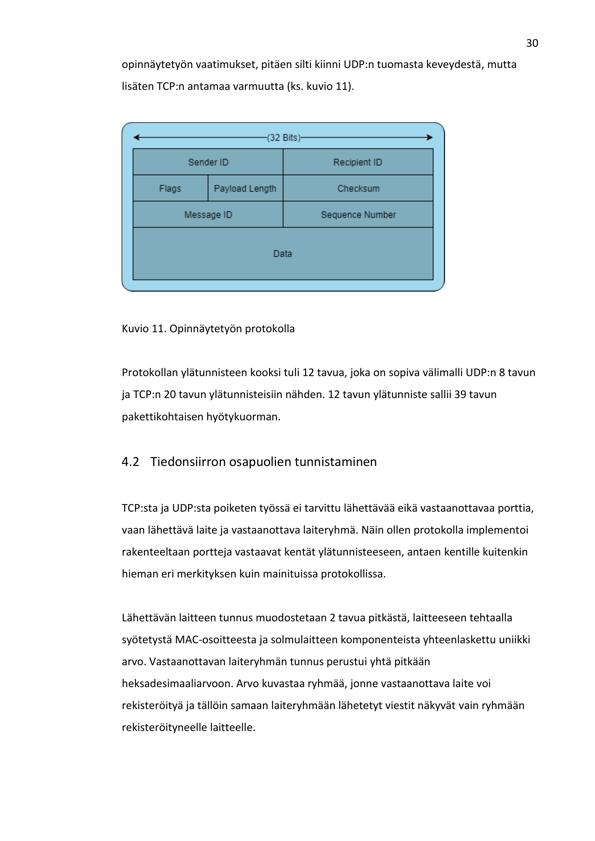 30
opinnäytetyön vaatimukset, pitäen silti kiinni UDP:n tuomasta keveydestä, mutta
lisäten TCP:n antamaa varmuutta (ks. kuvio 11).
(32 Bits)
Sender ID Recipient ID
Flags Payload Length Checksum
Message ID Sequence Number
Data
Kuvio 11. Opinnäytetyön protokolla
Protokollan ylätunnisteen kooksi tuli 12 tavua, joka on sopiva välimalli UDP:n 8 tavun
ja TCP:n 20 tavun ylätunnisteisiin nähden. 12 tavun ylätunniste sallii 39 tavun
pakettikohtaisen hyötykuorman.
4.2 Tiedonsiirron osapuolien tunnistaminen
TCP:sta ja UDP:sta poiketen työssä ei tarvittu lähettävää eikä vastaanottavaa porttia,
vaan lähettävä laite ja vastaanottava laiteryhmä. Näin ollen protokolla implementoi
rakenteeltaan portteja vastaavat kentät ylätunnisteeseen, antaen kentille kuitenkin
hieman eri merkityksen kuin mainituissa protokollissa.
Lähettävän laitteen tunnus muodostetaan 2 tavua pitkästä, laitteeseen tehtaalla
syötetystä MAC-osoitteesta ja solmulaitteen komponenteista yhteenlaskettu uniikki
arvo. Vastaanottavan laiteryhmän tunnus perustui yhtä pitkään
heksadesimaaliarvoon. Arvo kuvastaa ryhmää, jonne vastaanottava laite voi
rekisteröityä ja tällöin samaan laiteryhmään lähetetyt viestit näkyvät vain ryhmään
rekisteröityneelle laitteelle.